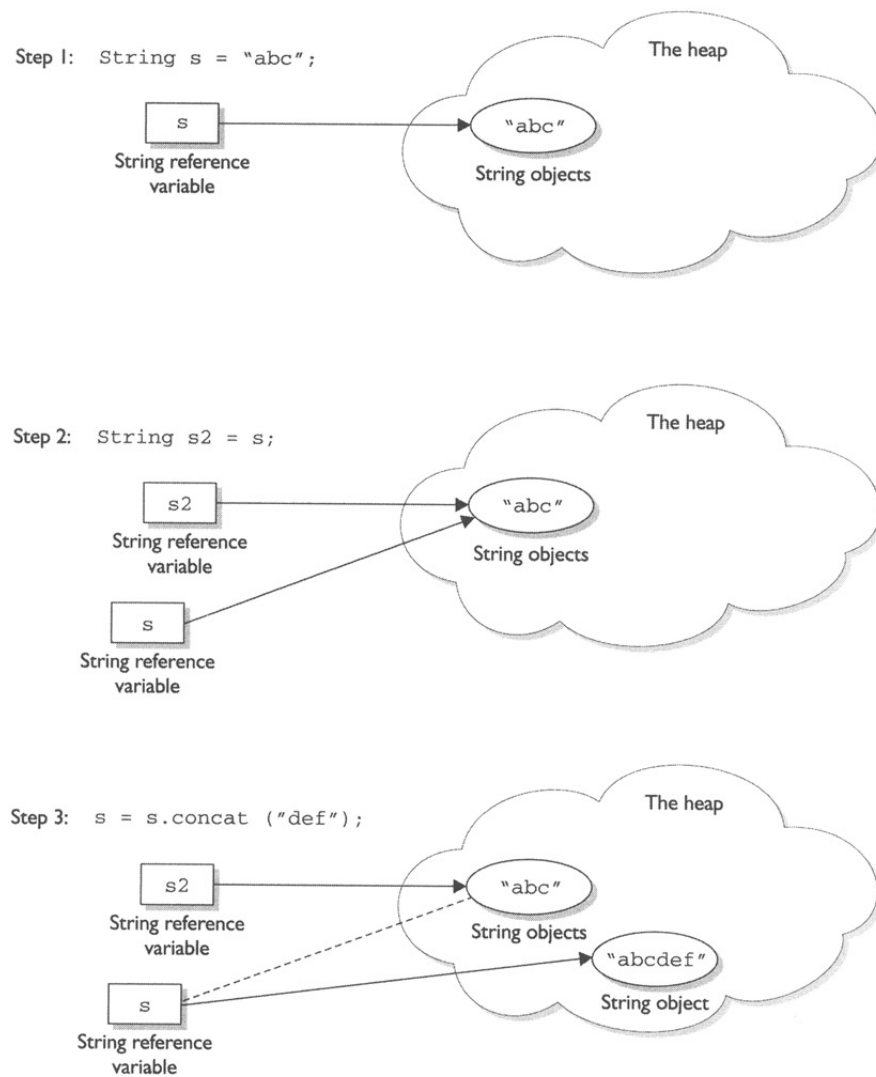 Step 1: String s = "abc";
The heap
s
"abc"
String reference
variable
String objects
Step 2: String s2 = s;
The heap
s2
"abc"
String reference
variable
String objects
s
String reference
variable
Step 3: s = s.concat ("def");
The heap
s2
"abc"
String reference
variable
String objects
"abcdef"
s
String object
String reference
variable